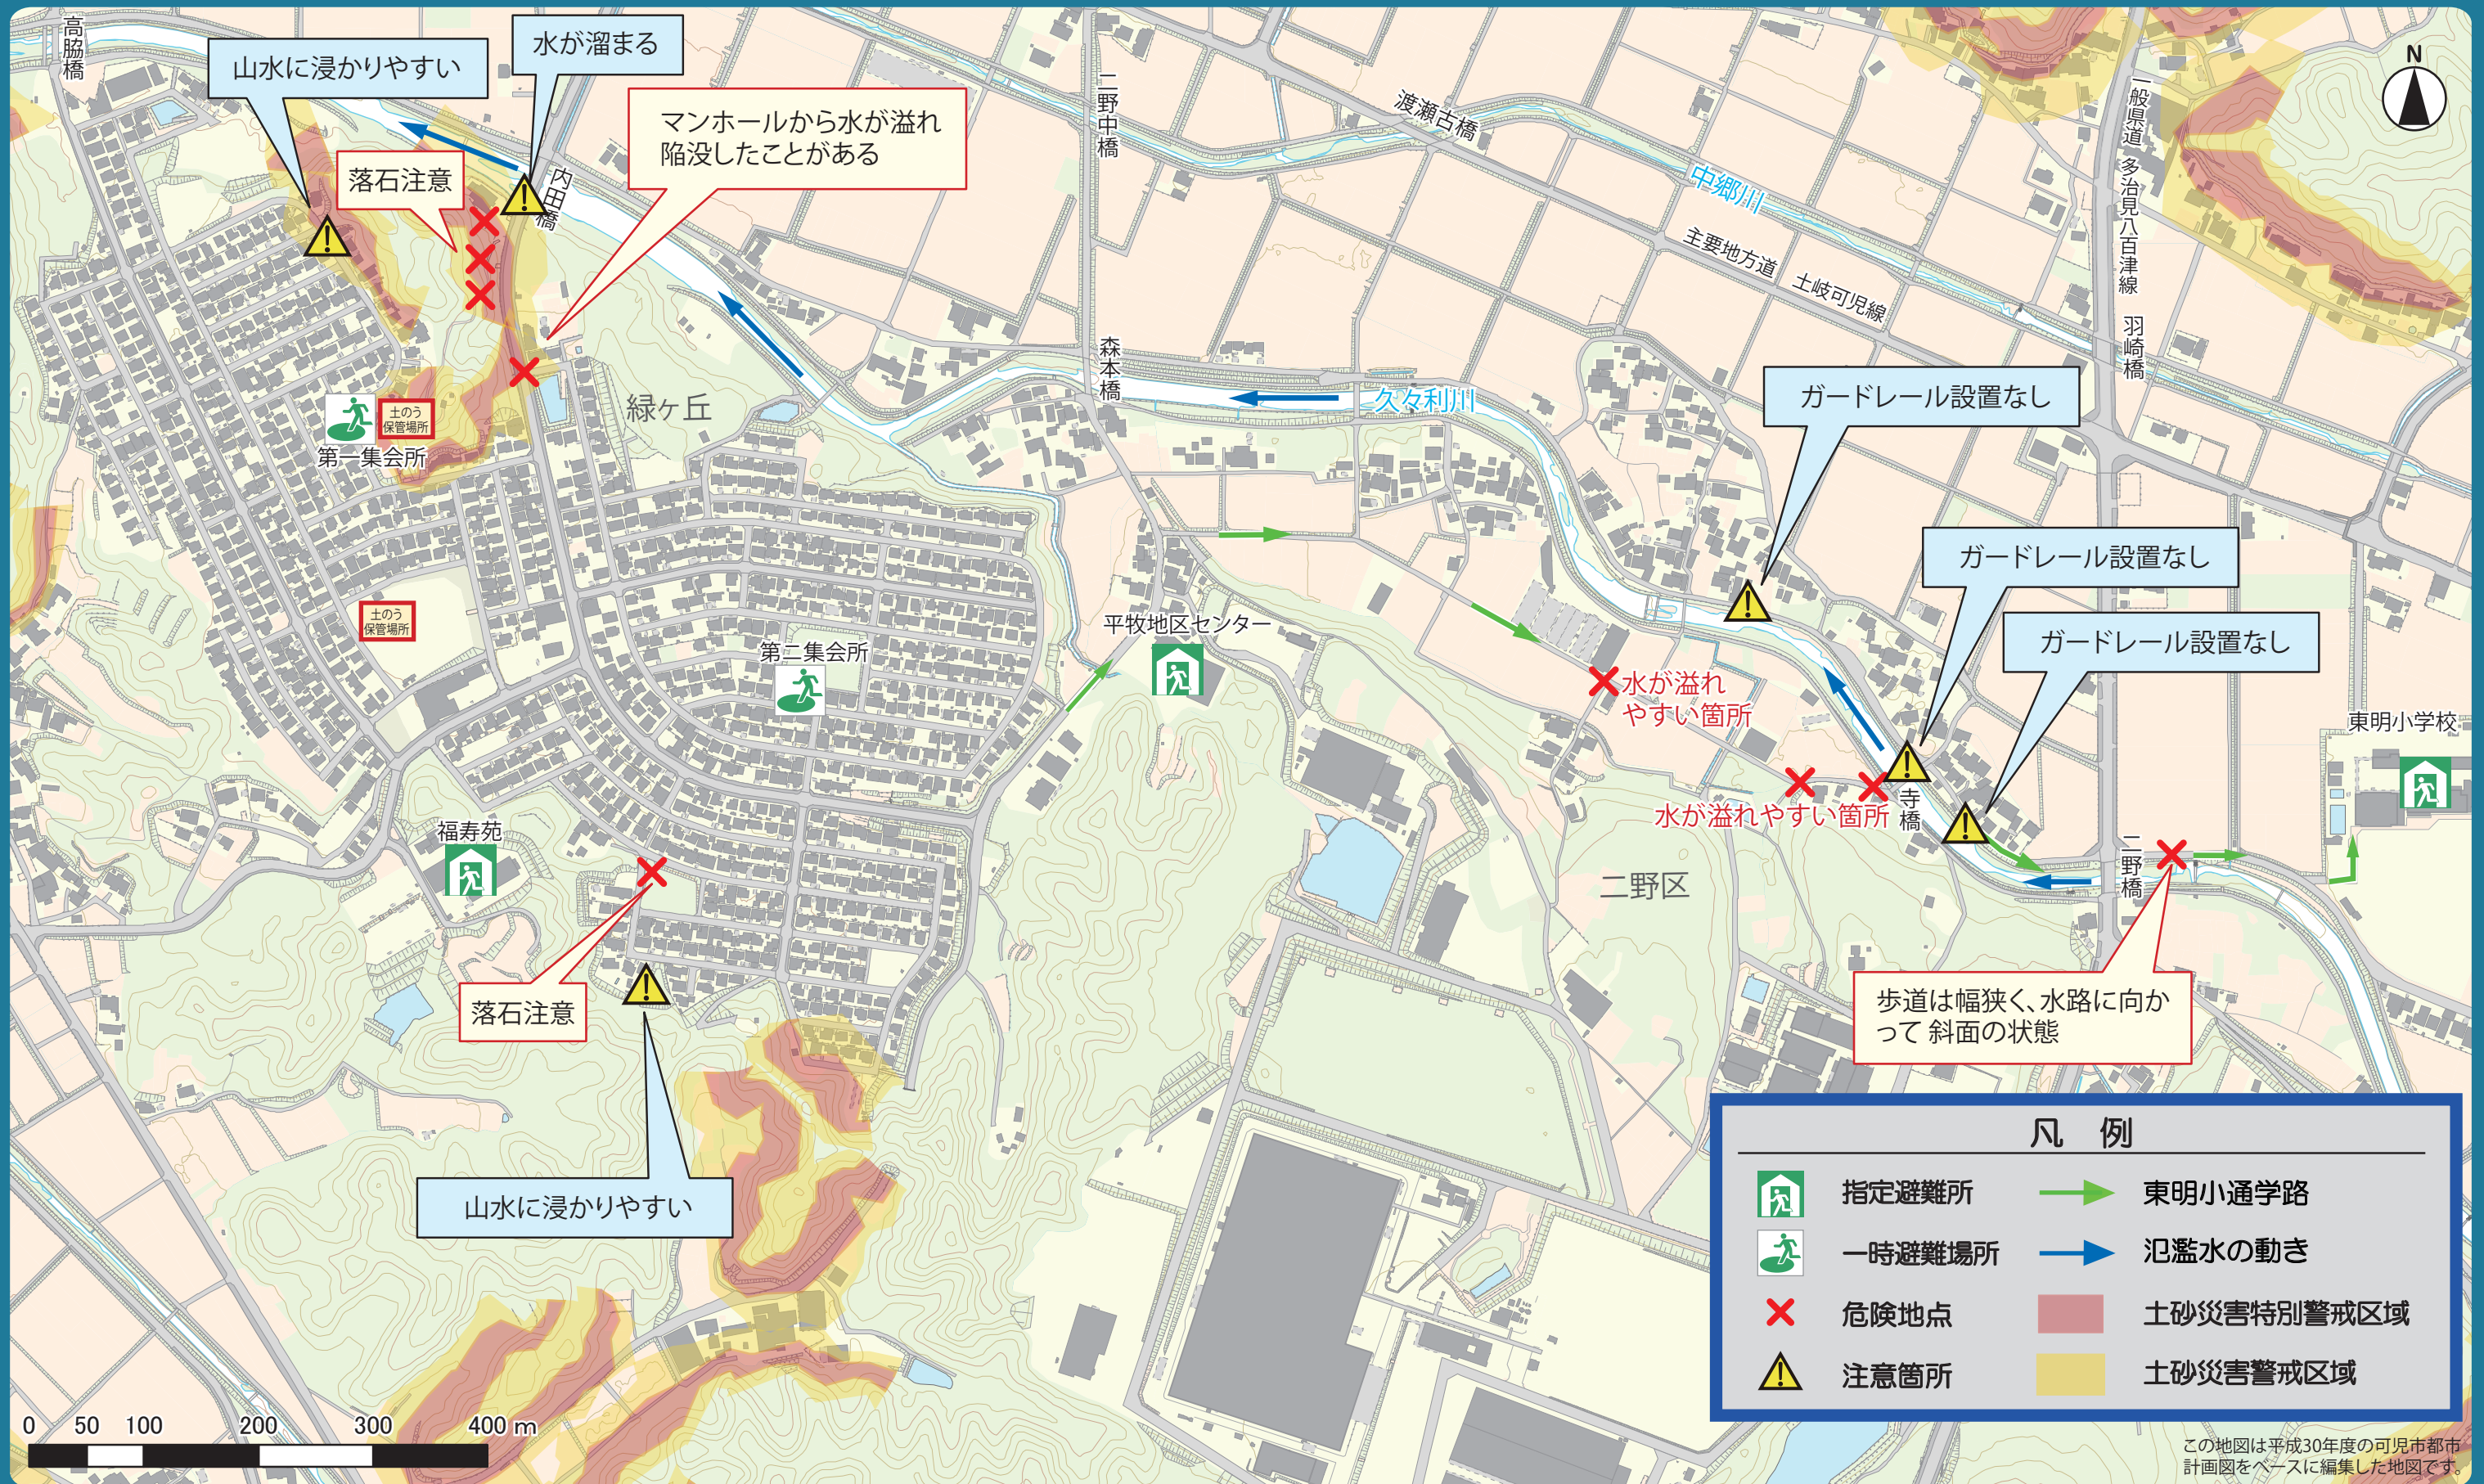 高脇橋
山水に浸かりやすい
水が溜まる
マンホールから水が溢れ
陥没したことがある
落石注意
内田橋
二野中橋
渡瀬古橋
中郷川
主要地方道 土岐可児線
一般県道 多治見八百津線
羽崎橋
N
森本橋
久々利川
緑ヶ丘
ガードレール設置なし
ガードレール設置なし
ガードレール設置なし
土のう
保管場所
第一集会所
土のう
保管場所
第二集会所
平牧地区センター
水が溢れ
やすい箇所
水が溢れやすい箇所
寺橋
二野橋
東明小学校
福寿苑
二野区
落石注意
歩道は幅狭く、水路に向か
って 斜面の状態
山水に浸かりやすい
凡 例
指定避難所
東明小通学路
一時避難場所
氾濫水の動き
危険地点
土砂災害特別警戒区域
注意箇所
土砂災害警戒区域
0 50 100 200 300 400 m
この地図は平成30年度の可児市都市
計画図をベースに編集した地図です。